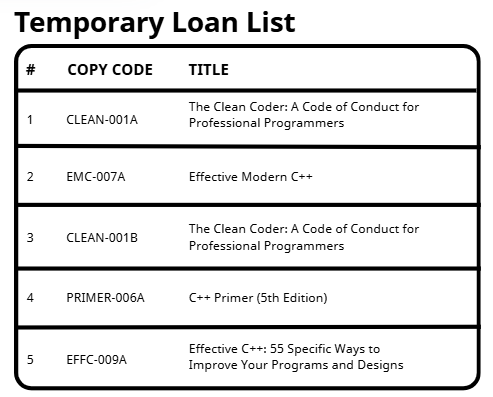 Temporary Loan List
# COPY CODE TITLE
1 CLEAN-001A The Clean Coder: A Code of Conduct for
Professional Programmers
2 EMC-007A Effective Modern C++
3 CLEAN-001B The Clean Coder: A Code of Conduct for
Professional Programmers
4 PRIMER-006A C++ Primer (5th Edition)
5 EFFC-009A Effective C++: 55 Specific Ways to
Improve Your Programs and Designs